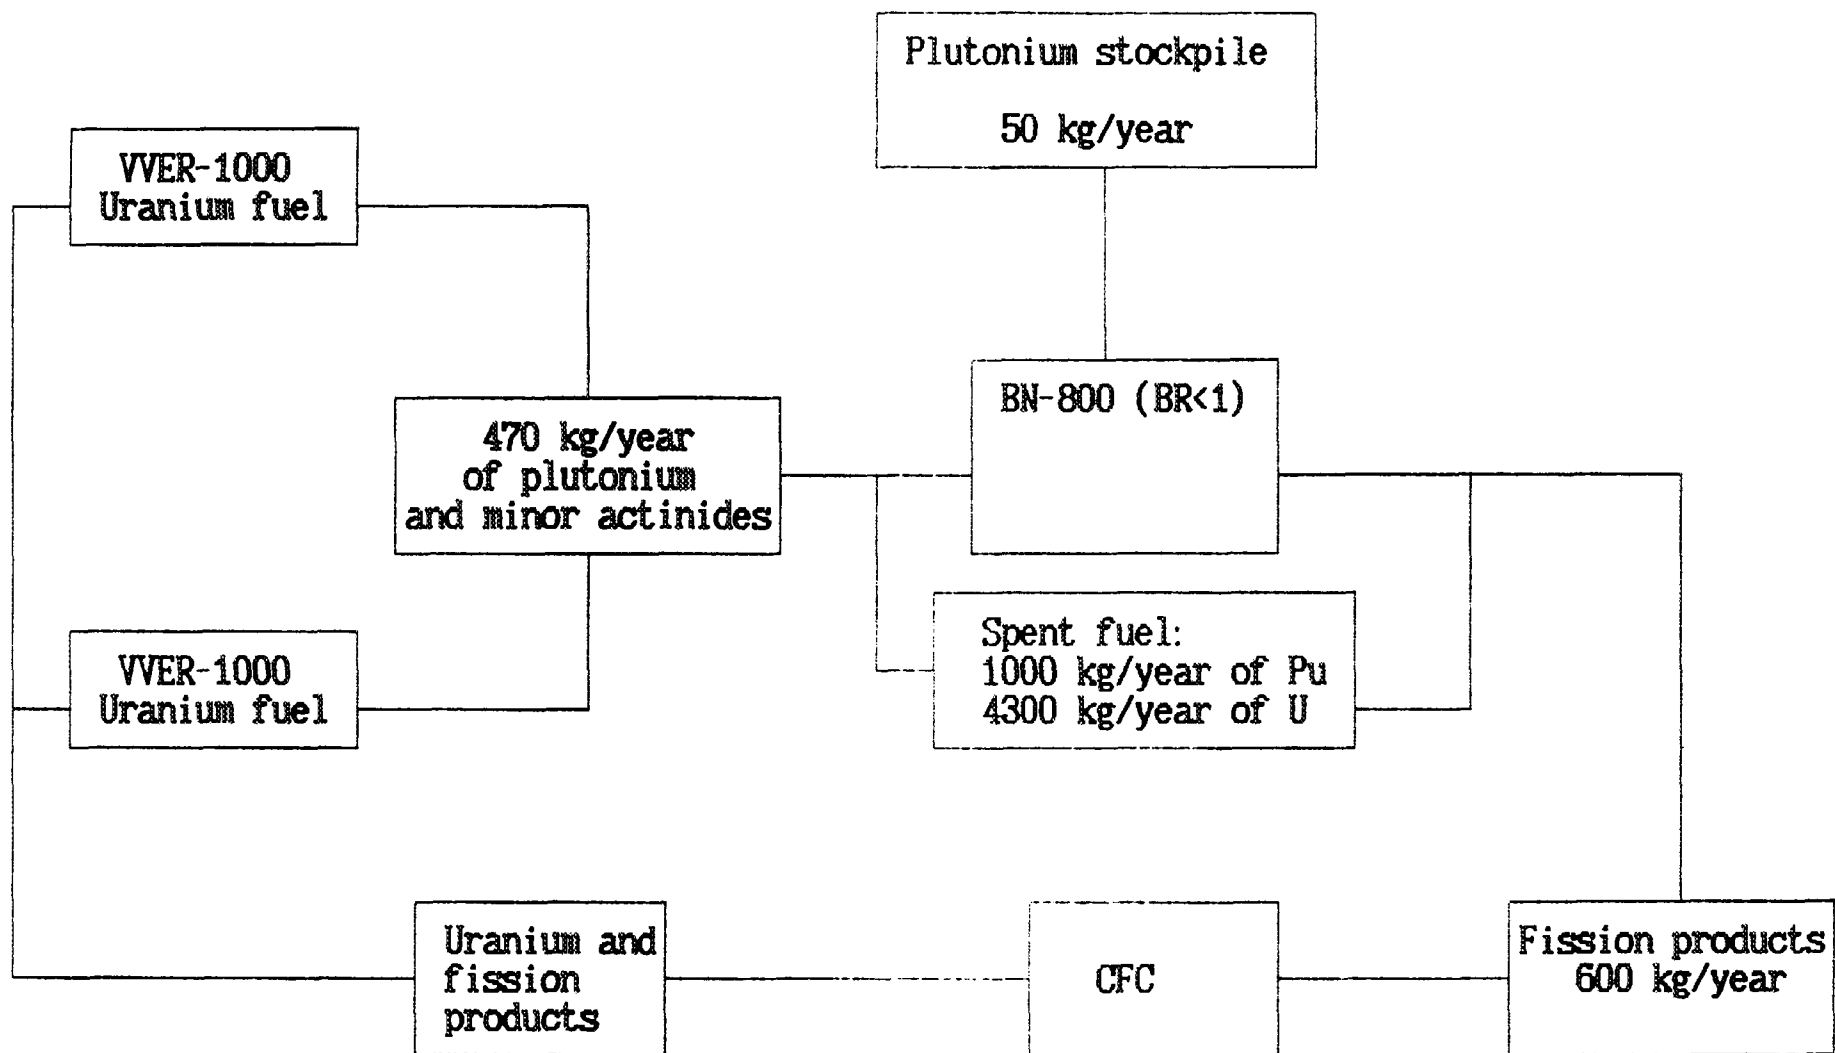 Plutonium stockpile
50 kg/year
VVER-1000
Uranium fuel
470 kg/year
of plutonium
and minor actinides
BN-800 (BR<1)
VVER-1000
Uranium fuel
Spent fuel:
1000 kg/year of Pu
4300 kg/year of U
Uranium and
fission
products
CFC
Fission products
600 kg/year